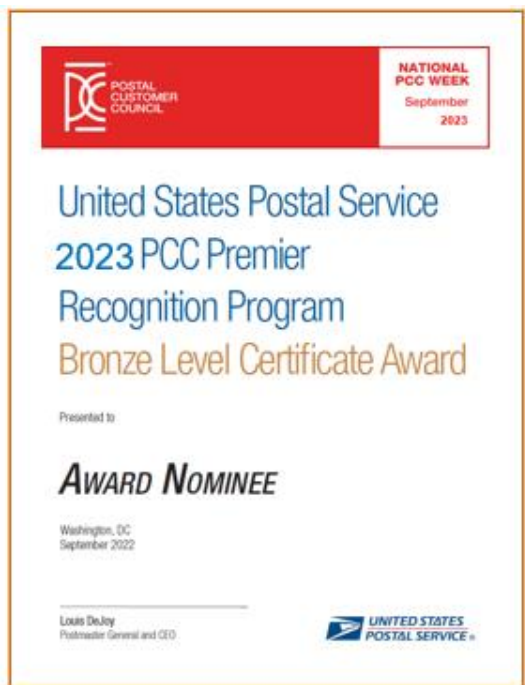 POSTAL
CUSTOMER
COUNCIL
NATIONAL
PCC WEEK
September
2023
United States Postal Service
2023 PCC Premier
Recognition Program
Bronze Level Certificate Award
Presented to
AWARD NOMINEE
Washington, DC
September 2022
Louis DeJoy
Postmaster General and CEO
UNITED STATES
POSTAL SERVICE ®